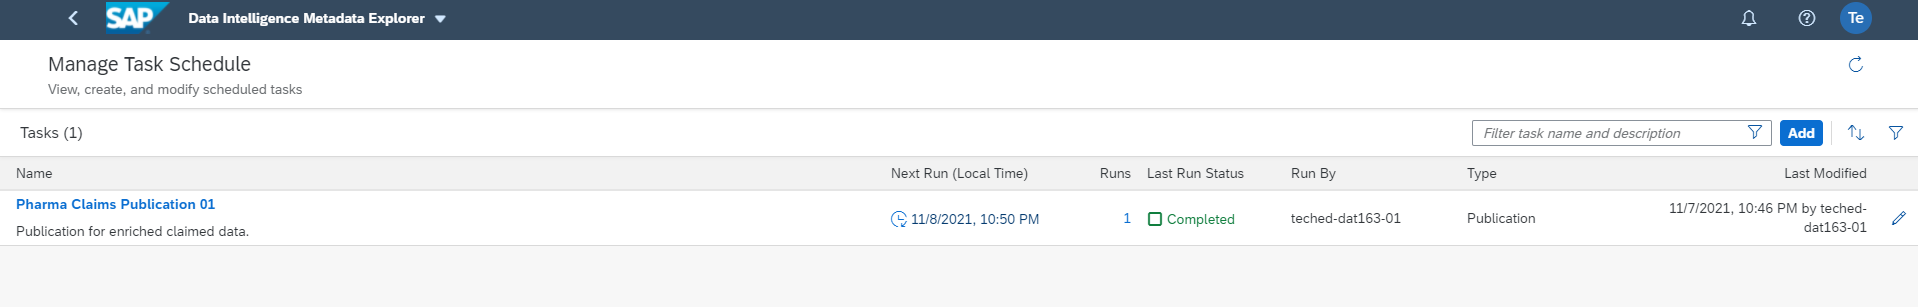 SAP Data Intelligence Metadata Explorer
Te
Manage Task Schedule
View, create, and modify scheduled tasks
Tasks (1)
Filter task name and description
Add
Name Next Run (Local Time) Runs Last Run Status Run By Type Last Modified
Pharma Claims Publication 01
Publication for enriched claimed data.
11/8/2021, 10:50 PM
1
Completed
teched-dat163-01
Publication
11/7/2021, 10:46 PM by teched-
dat163-01